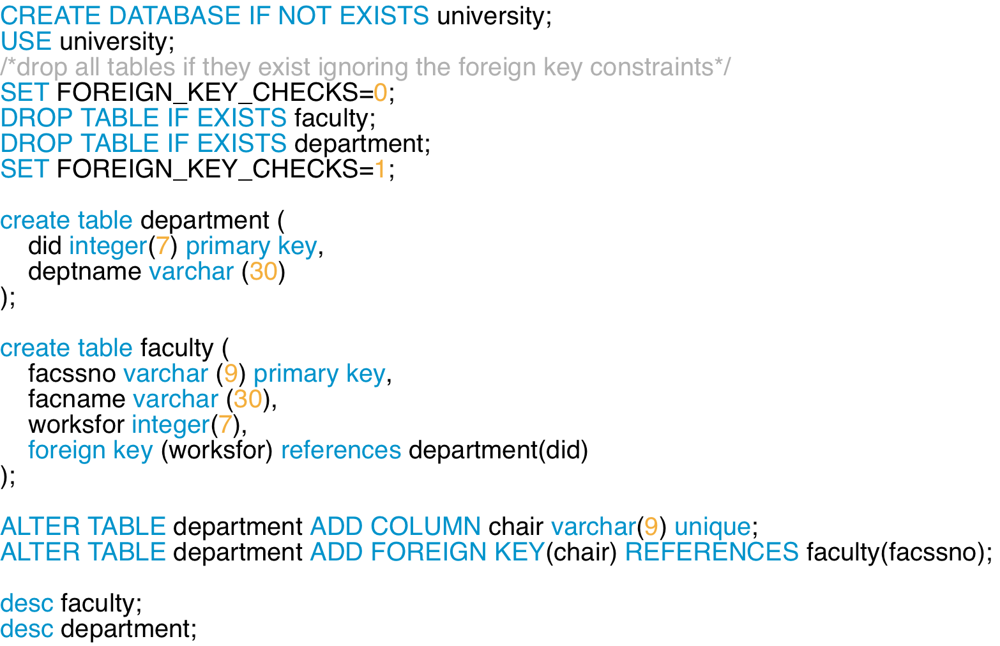 CREATE DATABASE IF NOT EXISTS university;
USE university;
/*drop all tables if they exist ignoring the foreign key constraints*/
SET FOREIGN_KEY_CHECKS=0;
DROP TABLE IF EXISTS faculty;
DROP TABLE IF EXISTS department;
SET FOREIGN_KEY_CHECKS=1;
create table department (
did integer(7) primary key,
deptname varchar (30)
);
create table faculty (
facssno varchar (9) primary key,
facname varchar (30),
worksfor integer(7),
foreign key (worksfor) references department(did)
);
ALTER TABLE department ADD COLUMN chair varchar(9) unique;
ALTER TABLE department ADD FOREIGN KEY(chair) REFERENCES faculty(facssno);
desc faculty;
desc department;